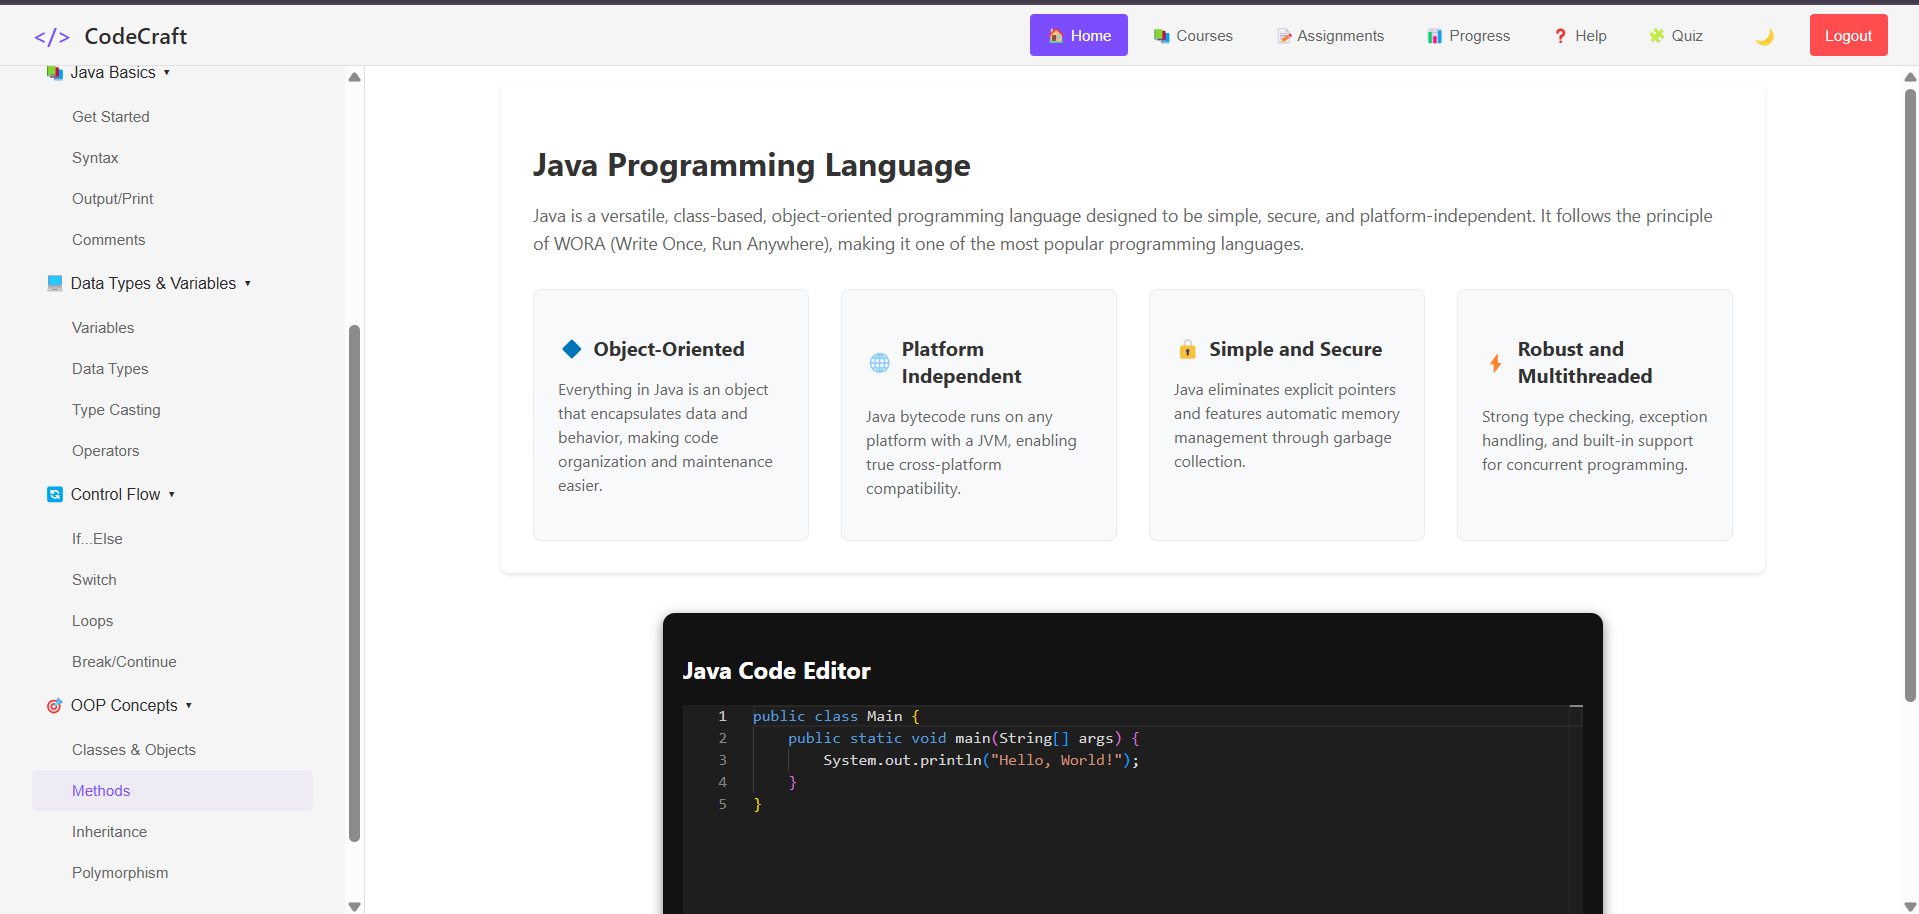 </> CodeCraft
Home
Courses
Assignments
Progress
Help
Quiz
Logout
Java Basics
Get Started
Syntax
Output/Print
Comments
Data Types & Variables
Variables
Data Types
Type Casting
Operators
Control Flow
If...Else
Switch
Loops
Break/Continue
OOP Concepts
Classes & Objects
Methods
Inheritance
Polymorphism
Java Programming Language
Java is a versatile, class-based, object-oriented programming language designed to be simple, secure, and platform-independent. It follows the principle
of WORA (Write Once, Run Anywhere), making it one of the most popular programming languages.
Object-Oriented
Everything in Java is an object
that encapsulates data and
behavior, making code
organization and maintenance
easier.
Platform
Independent
Java bytecode runs on any
platform with a JVM, enabling
true cross-platform
compatibility.
Simple and Secure
Java eliminates explicit pointers
and features automatic memory
management through garbage
collection.
Robust and
Multithreaded
Strong type checking, exception
handling, and built-in support
for concurrent programming.
Java Code Editor
1 public class Main {
2     public static void main(String[] args) {
3         System.out.println("Hello, World!");
4     }
5 }